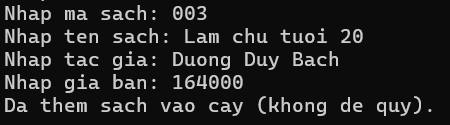 Nhap ma sach: 003
Nhap ten sach: Lam chu tuoi 20
Nhap tac gia: Duong Duy Bach
Nhap gia ban: 164000
Da them sach vao cay (khong de quy).